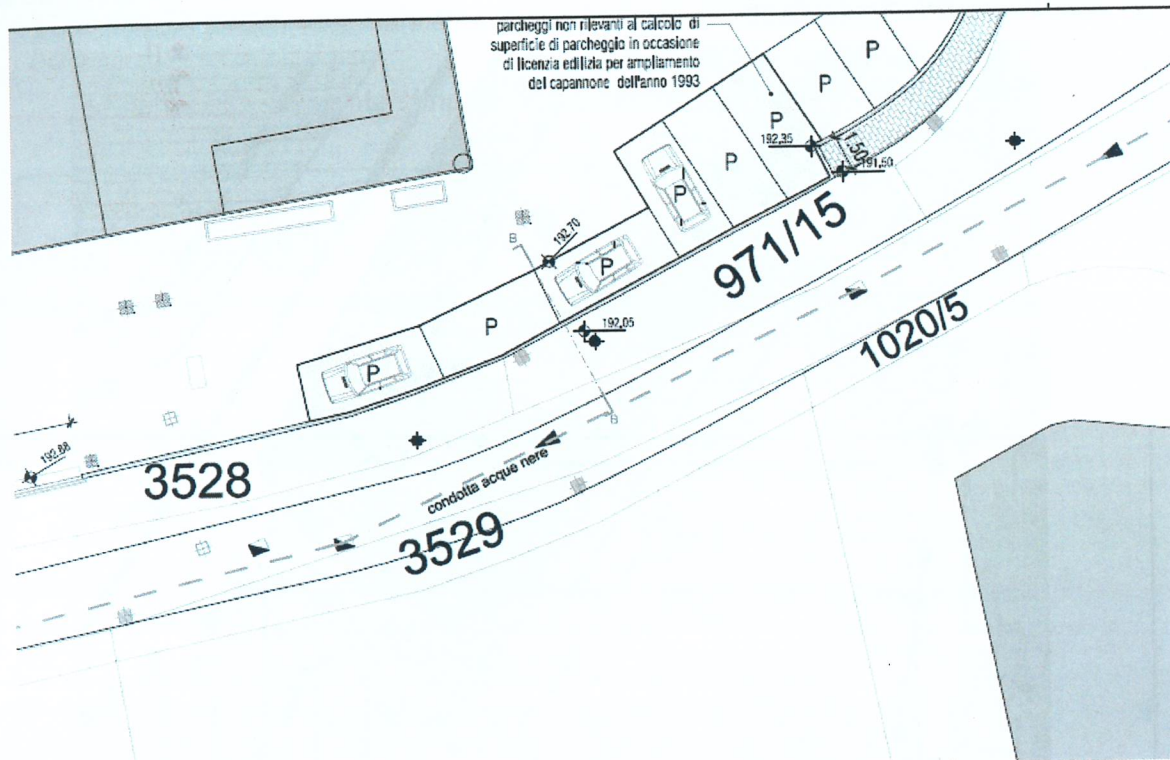 parcheggi non rilevanti al calcolo di
superficie di parcheggio in occasione
di licenza edilizia per ampliamento
del capannone dell'anno 1993
P
P
P
192,35
1.50
191,50
P
P
971/15
192,70
B
P
192,05
P
1020/5
P
B
192,88
3528
condotta acque nere
3529